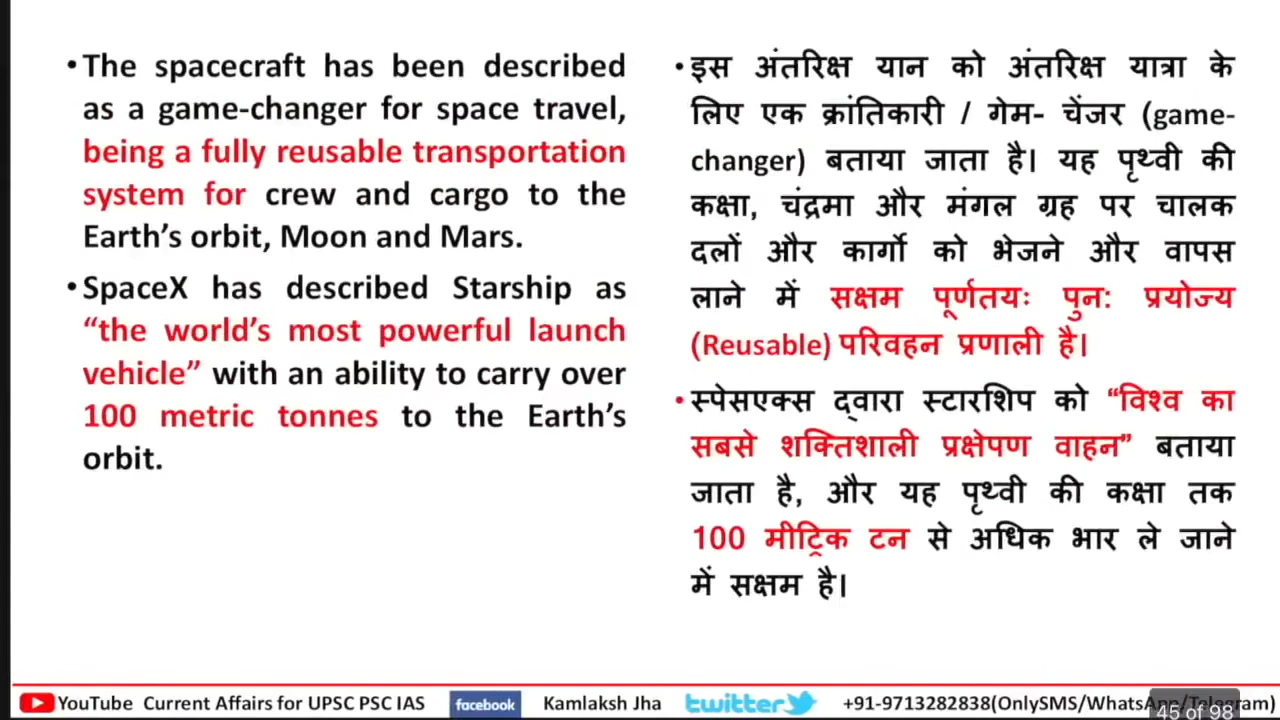 •The spacecraft has been described
as a game-changer for space travel,
being a fully reusable transportation
system for crew and cargo to the
Earth's orbit, Moon and Mars.
•SpaceX has described Starship as
“the world's most powerful launch
vehicle” with an ability to carry over
100 metric tonnes to the Earth's
orbit.
•इस अंतरिक्ष यान को अंतरिक्ष यात्रा के
लिए एक क्रांतिकारी / गेम- चेंजर (game-
changer) बताया जाता है। यह पृथ्वी की
कक्षा, चंद्रमा और मंगल ग्रह पर चालक
दलों और कार्गो को भेजने और वापस
लाने में सक्षम पूर्णतयः पुन: प्रयोज्य
(Reusable) परिवहन प्रणाली है।
•स्पेसएक्स द्वारा स्टारशिप को “विश्व का
सबसे शक्तिशाली प्रक्षेपण वाहन” बताया
जाता है, और यह पृथ्वी की कक्षा तक
100 मीट्रिक टन से अधिक भार ले जाने
में सक्षम है।
YouTube Current Affairs for UPSC PSC IAS facebook Kamlaksh Jha twitter +91-9713282838(OnlySMS/WhatsApp/Telegram)
45 of 98